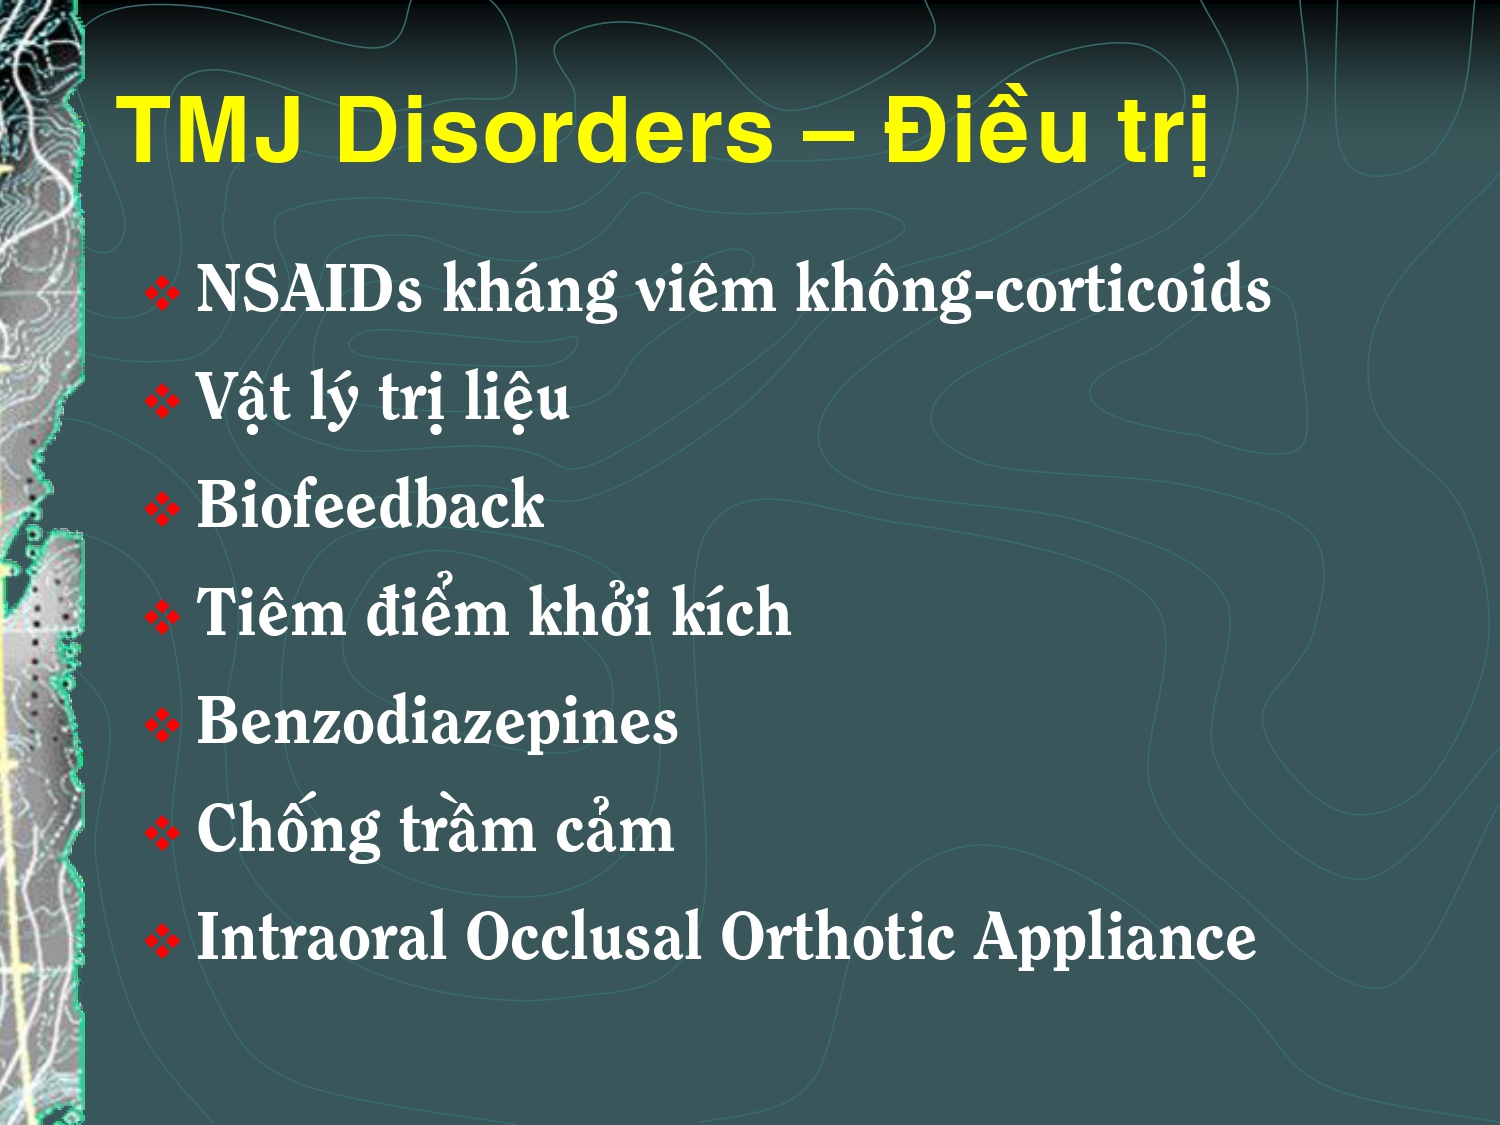 TMJ Disorders – Điều trị
NSAIDs kháng viêm không-corticoids
Vật lý trị liệu
Biofeedback
Tiêm điểm khởi kích
Benzodiazepines
Chống trầm cảm
Intraoral Occlusal Orthotic Appliance